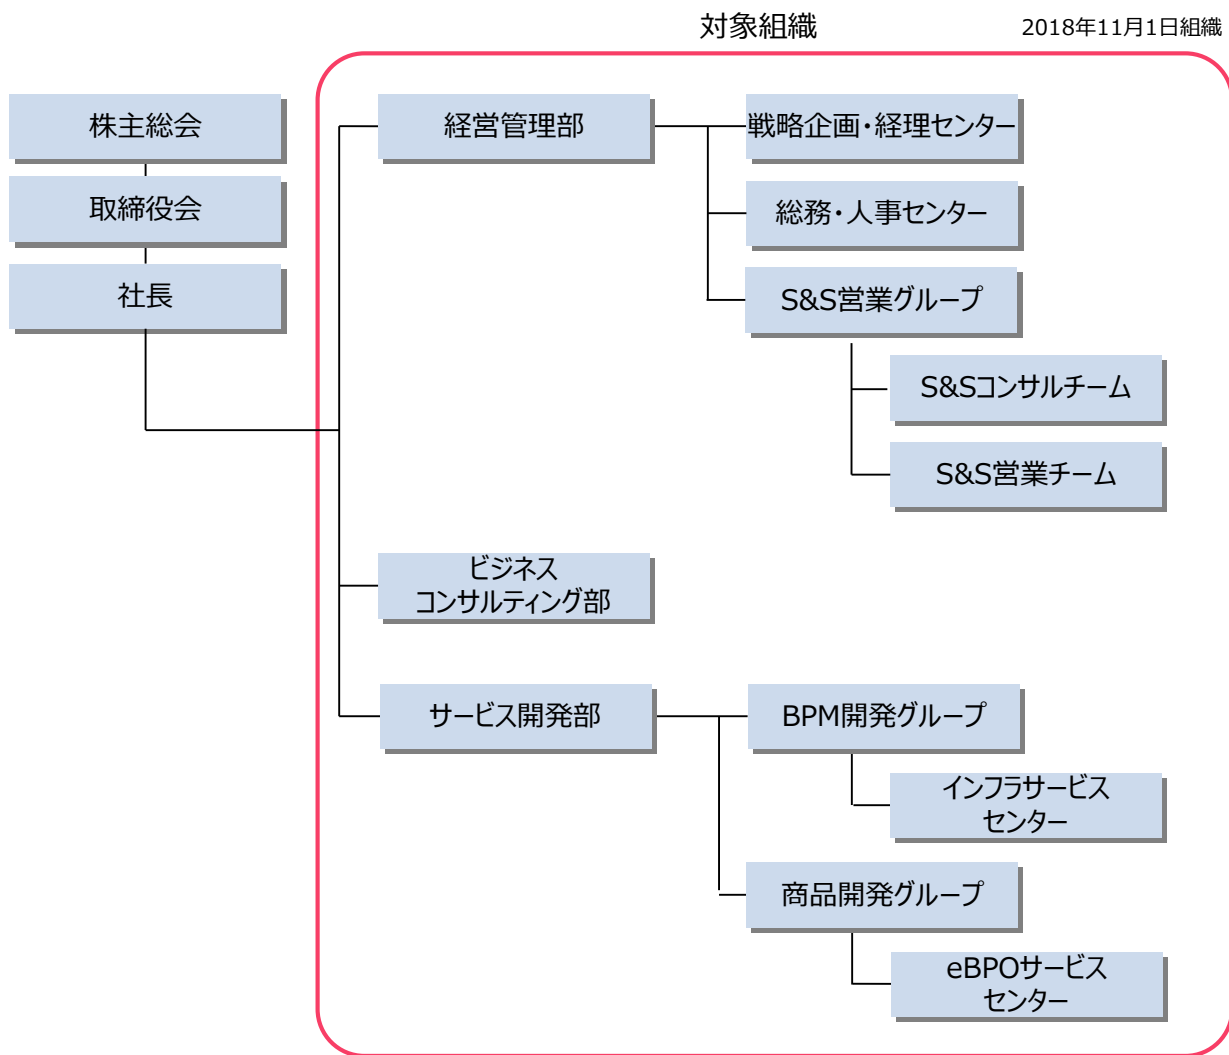 対象組織
2018年11月1日組織
株主総会
取締役会
社長
経営管理部
戦略企画・経理センター
総務・人事センター
S&S営業グループ
S&Sコンサルチーム
S&S営業チーム
ビジネス
コンサルティング部
サービス開発部
BPM開発グループ
インフラサービス
センター
商品開発グループ
eBPOサービス
センター